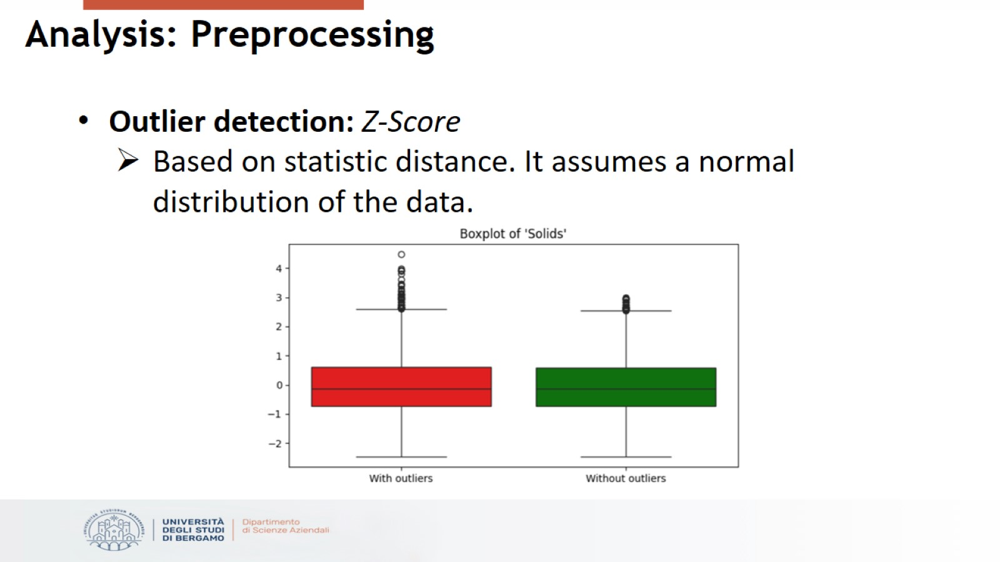 Analysis: Preprocessing
• Outlier detection: Z-Score
➢ Based on statistic distance. It assumes a normal
distribution of the data.
Boxplot of 'Solids'
4
3
2
1
0
−1
−2
With outliers
Without outliers
UNIVERSITÀ
DEGLI STUDI
DI BERGAMO
Dipartimento
di Scienze Aziendali